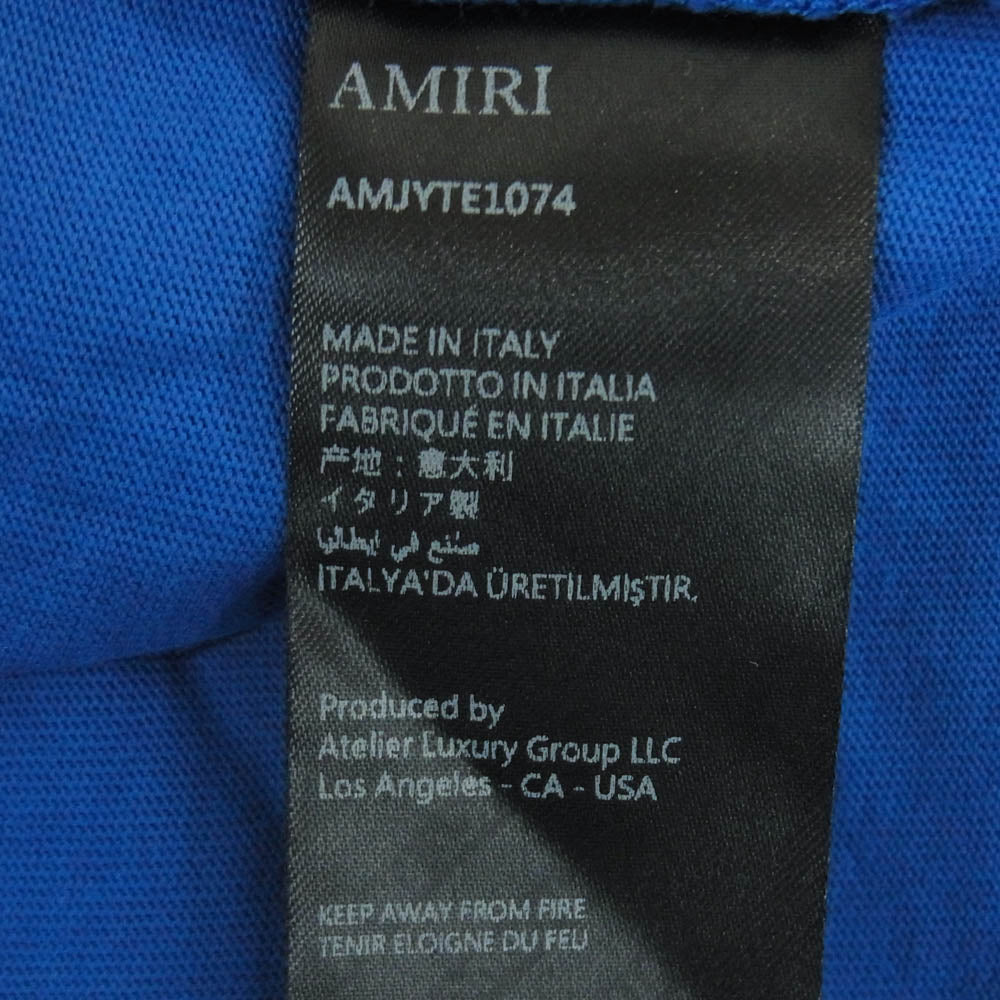 AMIRI
AMJYTE1074
MADE IN ITALY
PRODOTTO IN ITALIA
FABRIQUÉ EN ITALIE
产地：意大利
イタリア製
صنع في إيطاليا
ITALYA'DA ÜRETILMIŞTIR.
Produced by
Atelier Luxury Group LLC
Los Angeles - CA - USA
KEEP AWAY FROM FIRE
TENIR ELOIGNE DU FEU